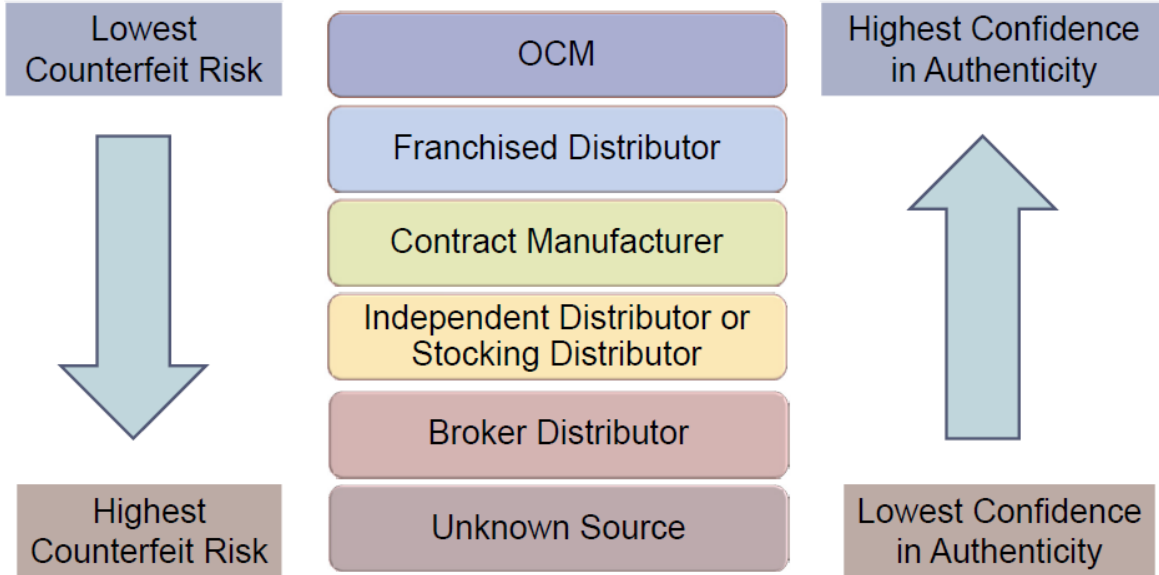 Lowest
Counterfeit Risk
OCM
Highest Confidence
in Authenticity
Franchised Distributor
Contract Manufacturer
Independent Distributor or
Stocking Distributor
Broker Distributor
Highest
Counterfeit Risk
Unknown Source
Lowest Confidence
in Authenticity